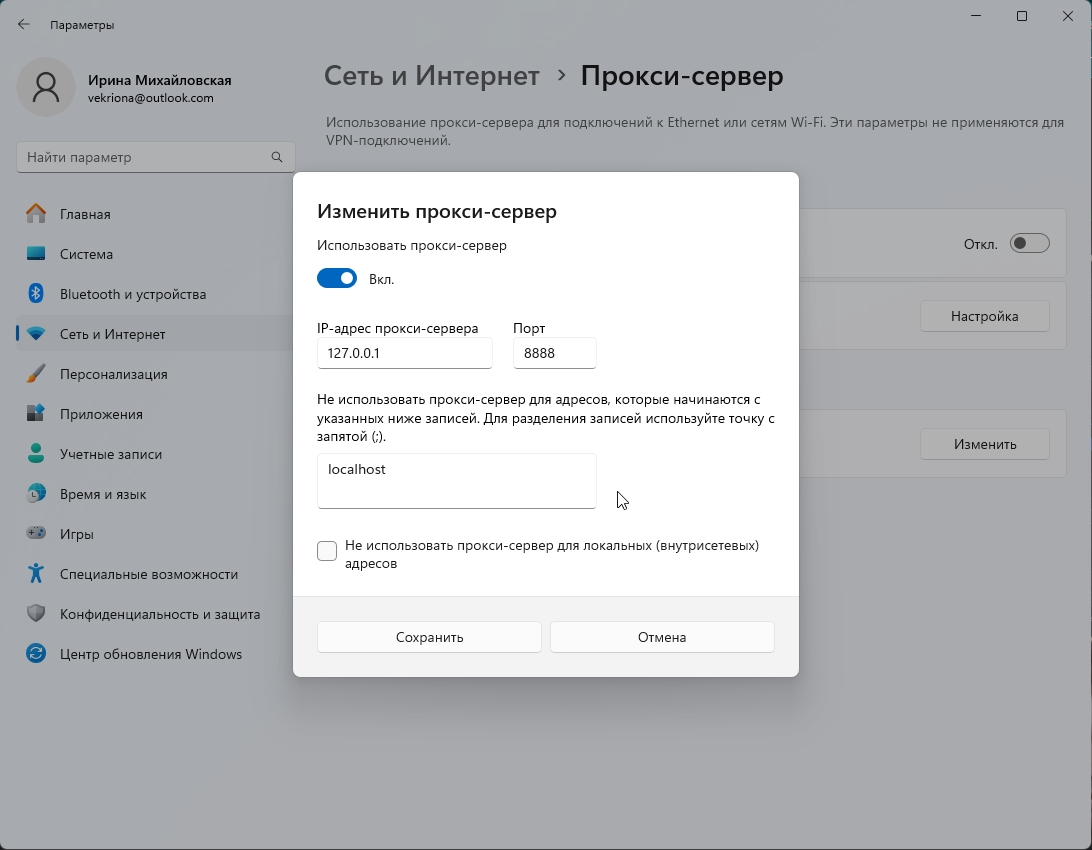 Параметры
Ирина Михайловская
vekriona@outlook.com
Найти параметр
Главная
Система
Bluetooth и устройства
Сеть и Интернет
Персонализация
Приложения
Учетные записи
Время и язык
Игры
Специальные возможности
Конфиденциальность и защита
Центр обновления Windows
Сеть и Интернет › Прокси-сервер
Использование прокси-сервера для подключений к Ethernet или сетям Wi-Fi. Эти параметры не применяются для
VPN-подключений.
Откл.
Настройка
Изменить
Изменить прокси-сервер
Использовать прокси-сервер
Вкл.
IP-адрес прокси-сервера Порт
127.0.0.1 8888
Не использовать прокси-сервер для адресов, которые начинаются с
указанных ниже записей. Для разделения записей используйте точку с
запятой (;).
localhost
Не использовать прокси-сервер для локальных (внутрисетевых)
адресов
Сохранить Отмена